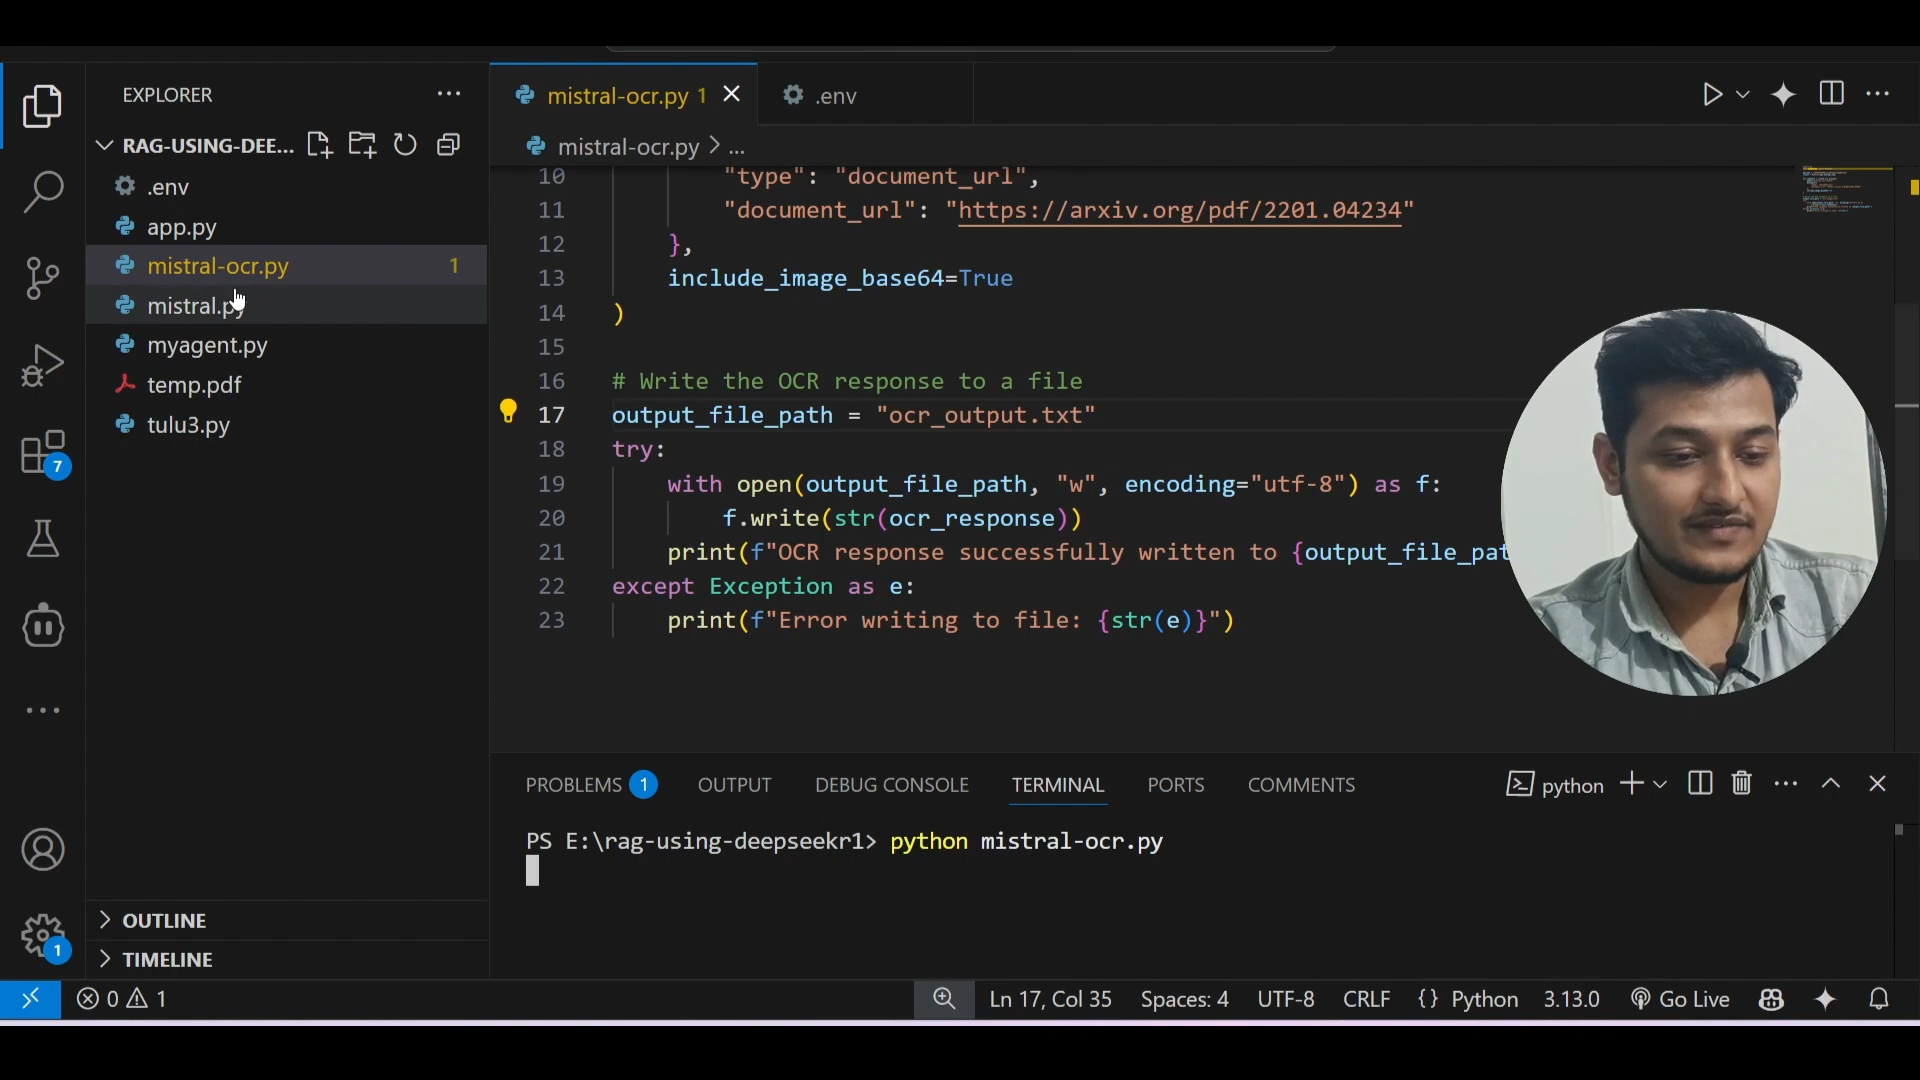 EXPLORER
RAG-USING-DEE...
.env
app.py
mistral-ocr.py 1
mistral.py
myagent.py
temp.pdf
tulu3.py
OUTLINE
TIMELINE
7
1
mistral-ocr.py 1
.env
mistral-ocr.py > ...
10 "type": "document_url",
11 "document_url": "https://arxiv.org/pdf/2201.04234"
12 },
13 include_image_base64=True
14 )
15
16 # Write the OCR response to a file
17 output_file_path = "ocr_output.txt"
18 try:
19 with open(output_file_path, "w", encoding="utf-8") as f:
20 f.write(str(ocr_response))
21 print(f"OCR response successfully written to {output_file_pat
22 except Exception as e:
23 print(f"Error writing to file: {str(e)}")
PROBLEMS 1 OUTPUT DEBUG CONSOLE TERMINAL PORTS COMMENTS python
PS E:\rag-using-deepseekr1> python mistral-ocr.py
0 1 Ln 17, Col 35 Spaces: 4 UTF-8 CRLF {} Python 3.13.0 Go Live